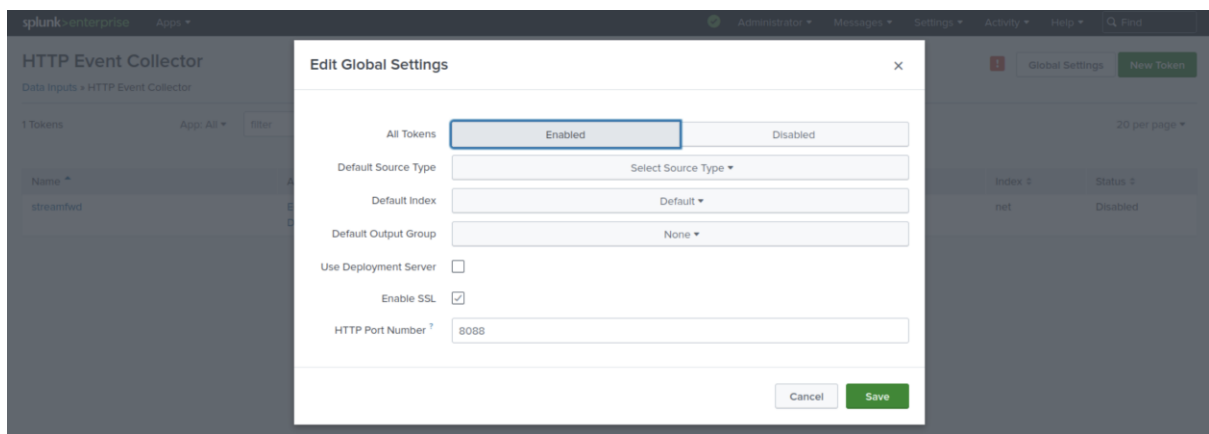 splunk>enterprise Apps Administrator Messages Settings Activity Help Find
HTTP Event Collector
Global Settings New Token
Data Inputs » HTTP Event Collector
1 Tokens App: All filter 20 per page
Name A Index Status
streamfwd E net Disabled
D
Edit Global Settings
All Tokens Enabled Disabled
Default Source Type Select Source Type
Default Index Default
Default Output Group None
Use Deployment Server
Enable SSL
HTTP Port Number ? 8088
Cancel Save